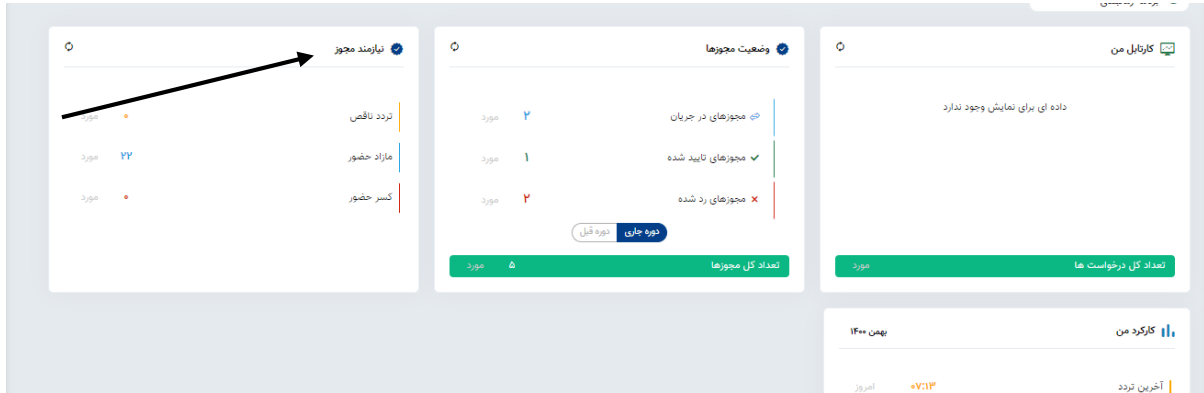 کارتابل من
داده ای برای نمایش وجود ندارد
تعداد کل درخواست ها مورد
وضعیت مجوزها
مجوزهای در جریان ۲ مورد
مجوزهای تایید شده ۱ مورد
مجوزهای رد شده ۲ مورد
دوره جاری دوره قبل
تعداد کل مجوزها ۵ مورد
نیازمند مجوز
تردد ناقص ۰ مورد
مازاد حضور ۲۲ مورد
کسر حضور ۰ مورد
کارکرد من بهمن ۱۴۰۰
آخرین تردد ۰۷:۱۳ امروز